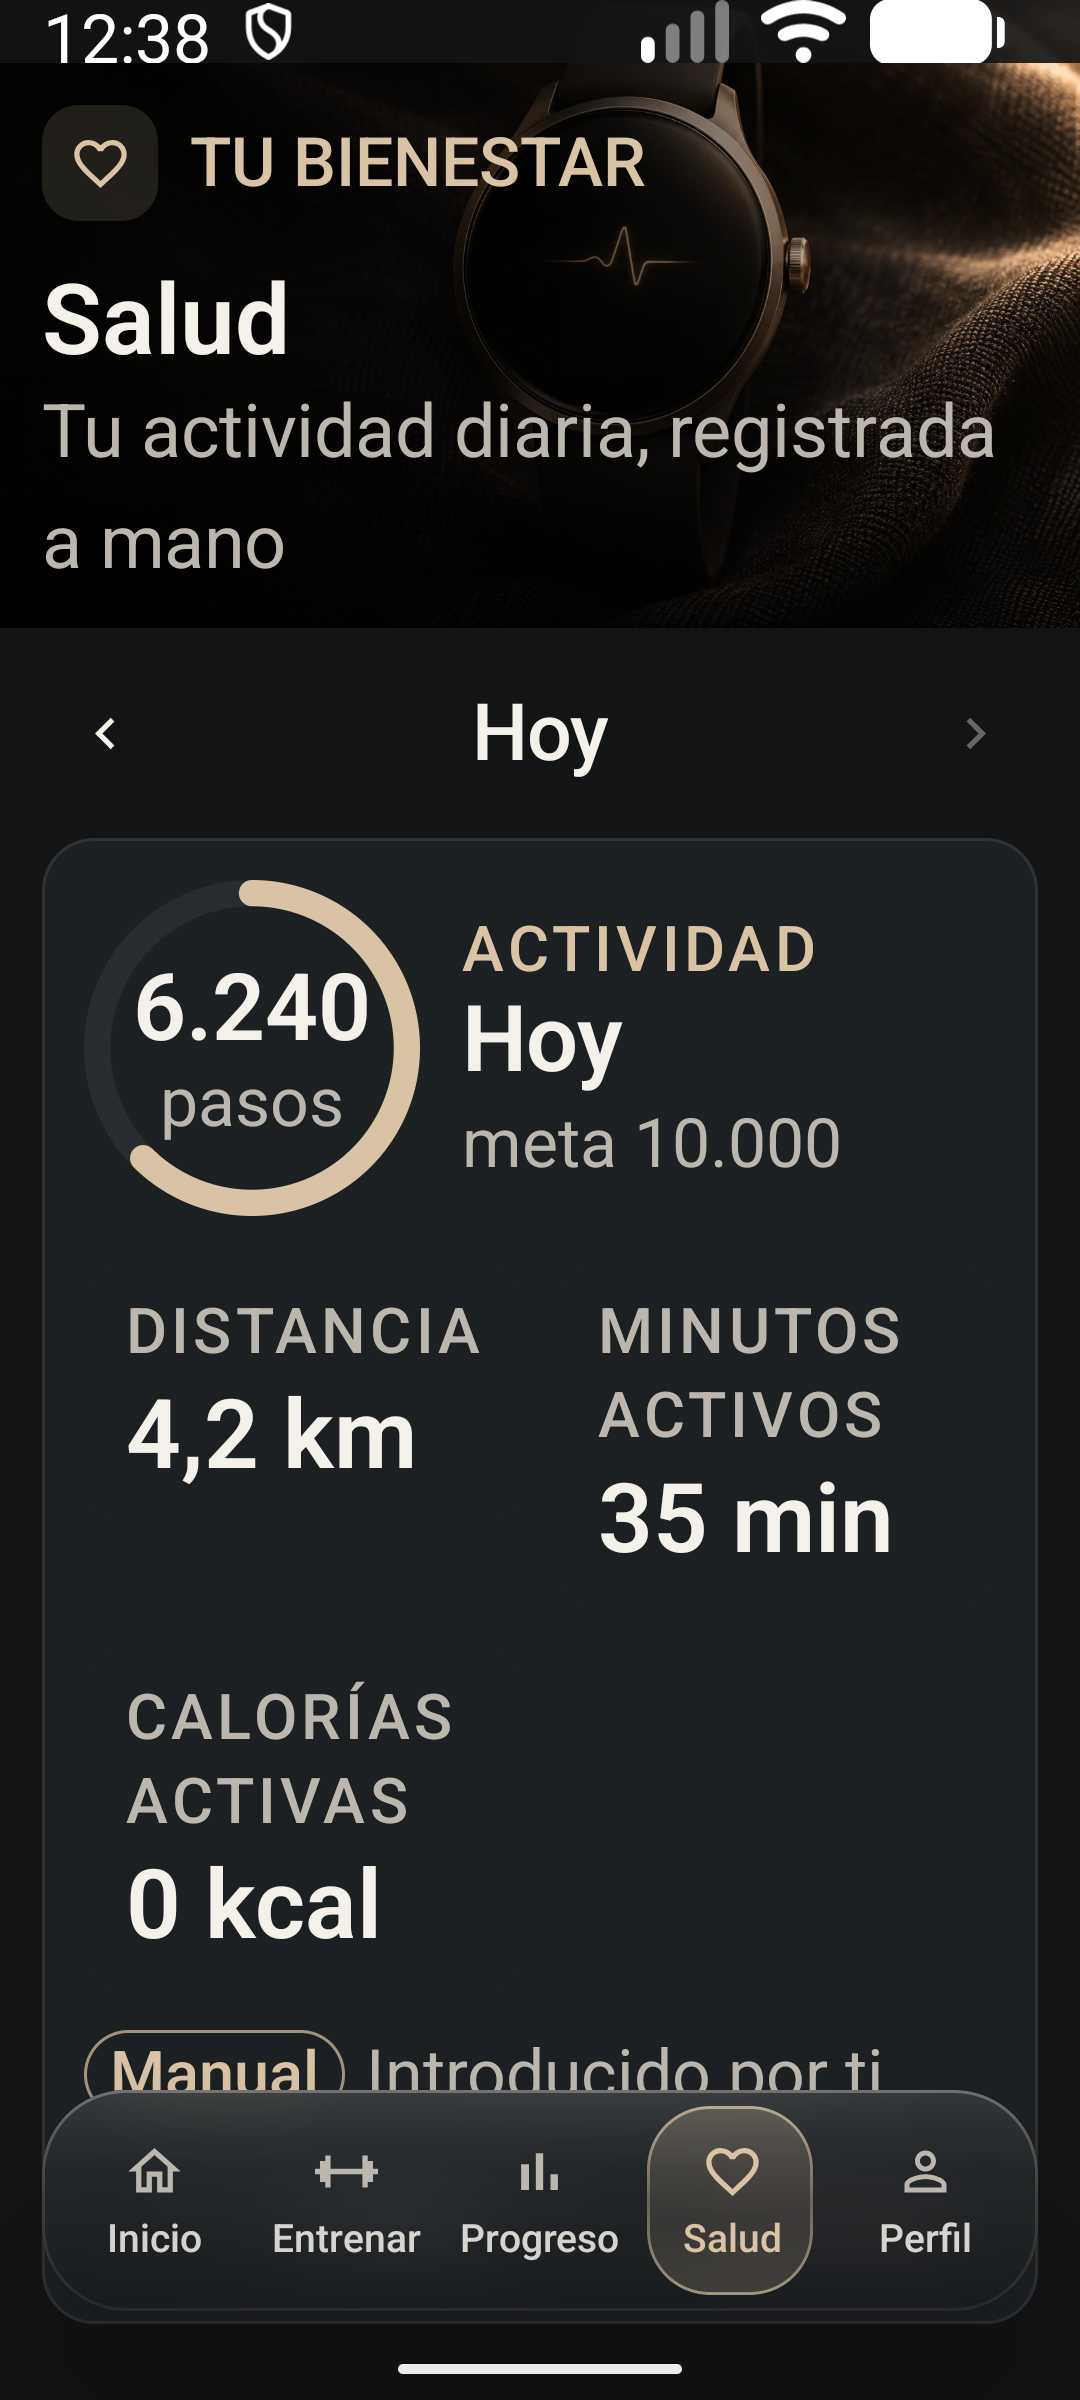 12:38
TU BIENESTAR
Salud
Tu actividad diaria, registrada
a mano
Hoy
6.240
pasos
ACTIVIDAD
Hoy
meta 10.000
DISTANCIA
4,2 km
MINUTOS
ACTIVOS
35 min
CALORÍAS
ACTIVAS
0 kcal
Manual Introducido por ti
Inicio
Entrenar
Progreso
Salud
Perfil